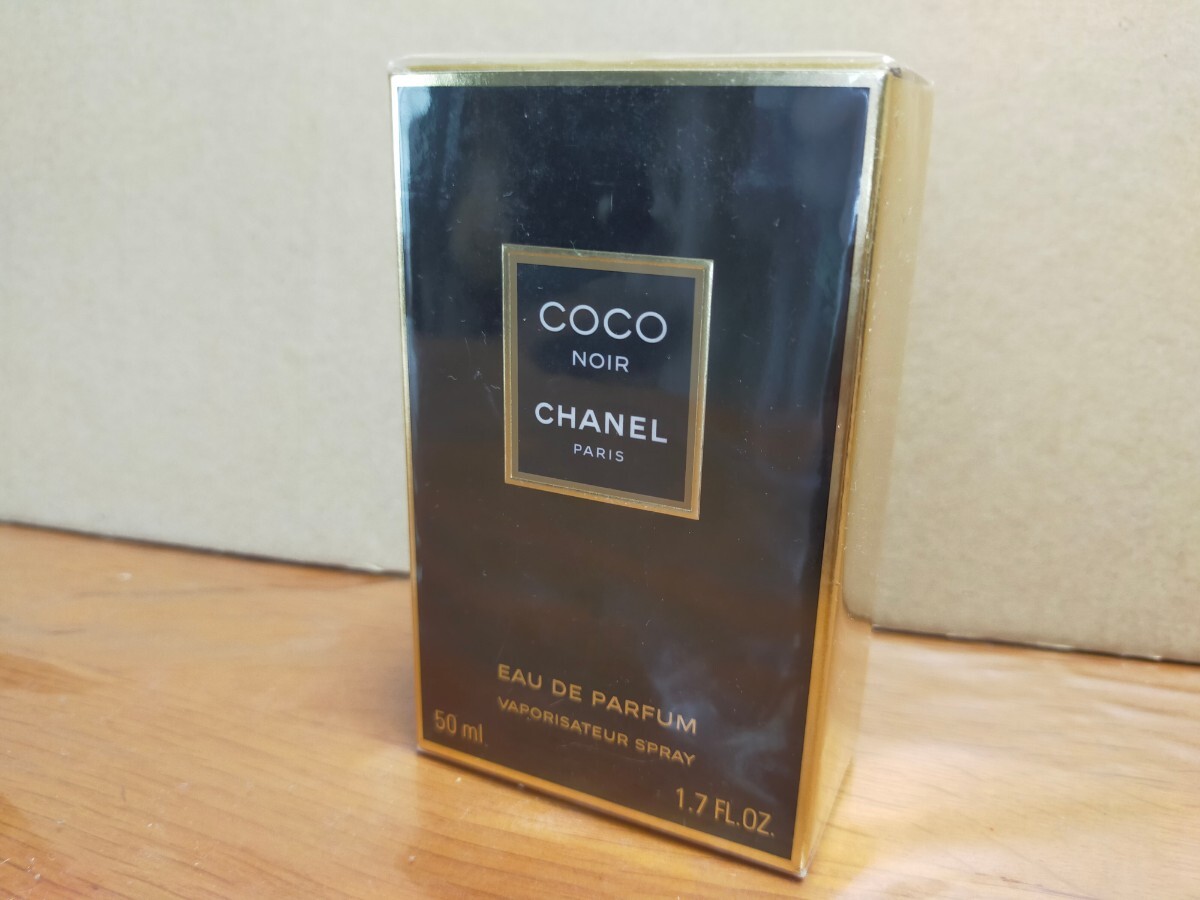 COCO
NOIR
CHANEL
PARIS
EAU DE PARFUM
VAPORISATEUR SPRAY
50 ml
1.7 FL.OZ.